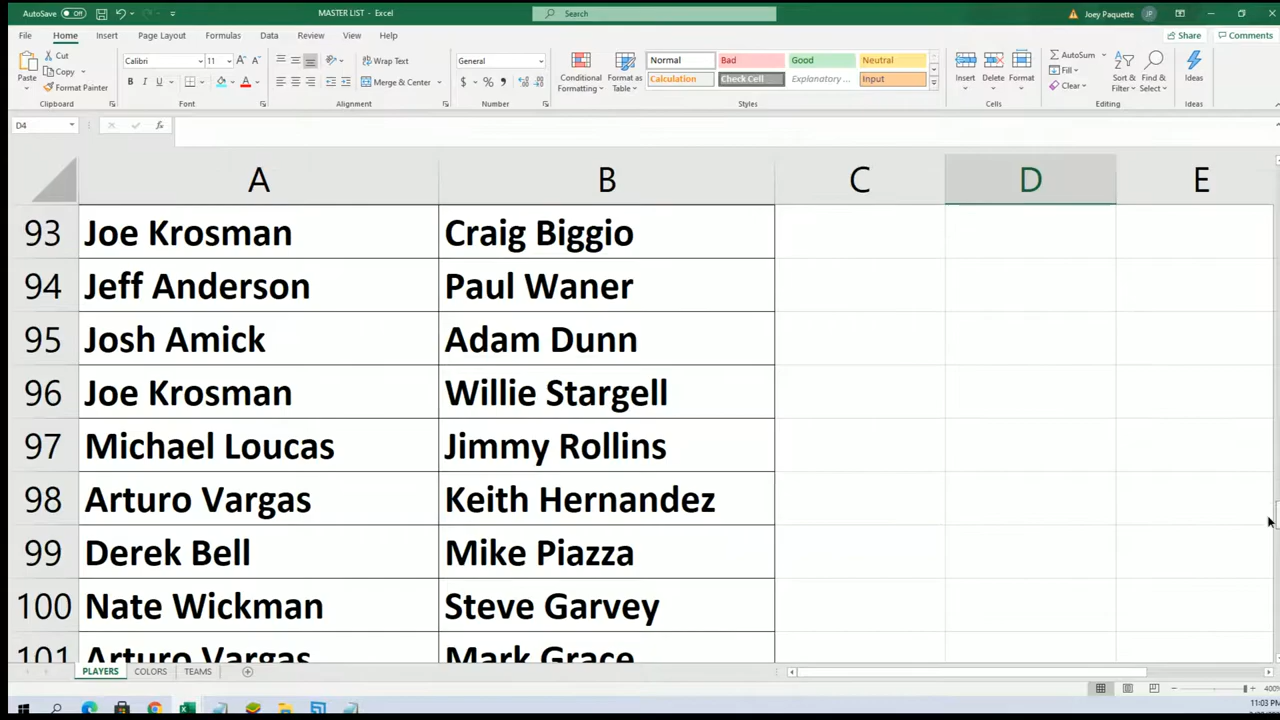 AutoSave Off MASTER LIST - Excel Search Joey Paquette JP
File Home Insert Page Layout Formulas Data Review View Help Share Comments
Paste Cut Copy Format Painter Clipboard
Calibri 11 A A B I U A Font
Wrap Text Merge & Center Alignment
General $ % , Number
Conditional Formatting Format as Table
Normal Bad Good Neutral
Calculation Check Cell Explanatory ... Input
Styles
Insert Delete Format Cells
AutoSum Fill Clear Sort & Filter Find & Select Editing
Ideas Ideas
D4 fx
A B C D E
93 Joe Krosman Craig Biggio
94 Jeff Anderson Paul Waner
95 Josh Amick Adam Dunn
96 Joe Krosman Willie Stargell
97 Michael Loucas Jimmy Rollins
98 Arturo Vargas Keith Hernandez
99 Derek Bell Mike Piazza
100 Nate Wickman Steve Garvey
101 Arturo Vargas Mark Grace
PLAYERS COLORS TEAMS
400%
11:03 PM